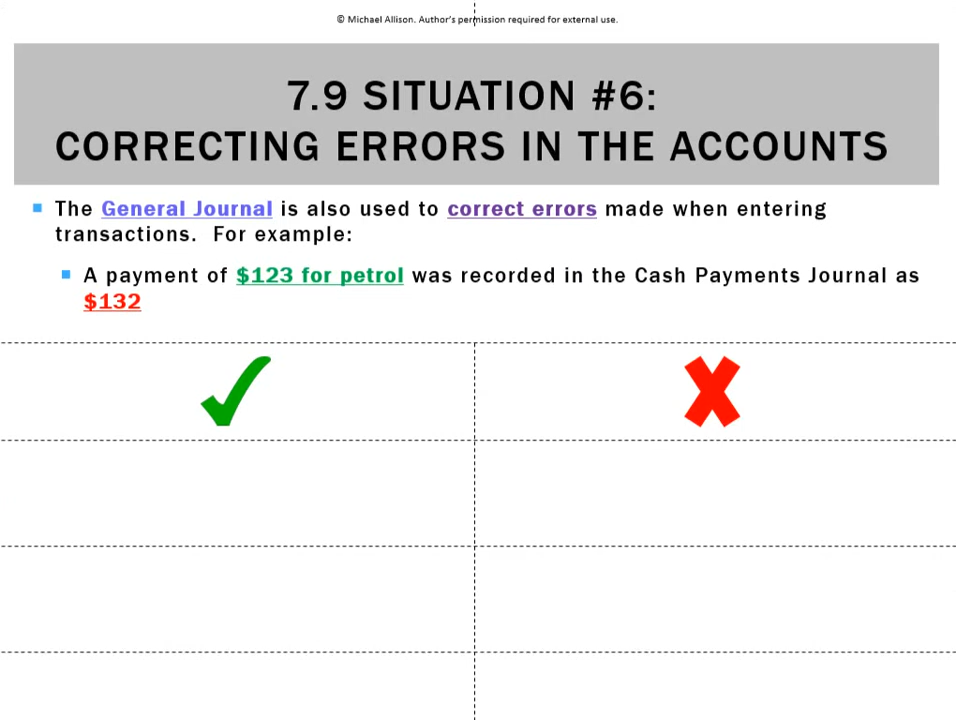 © Michael Allison. Author's permission required for external use.
7.9 SITUATION #6:
CORRECTING ERRORS IN THE ACCOUNTS
The General Journal is also used to correct errors made when entering
transactions. For example:
A payment of $123 for petrol was recorded in the Cash Payments Journal as
$132